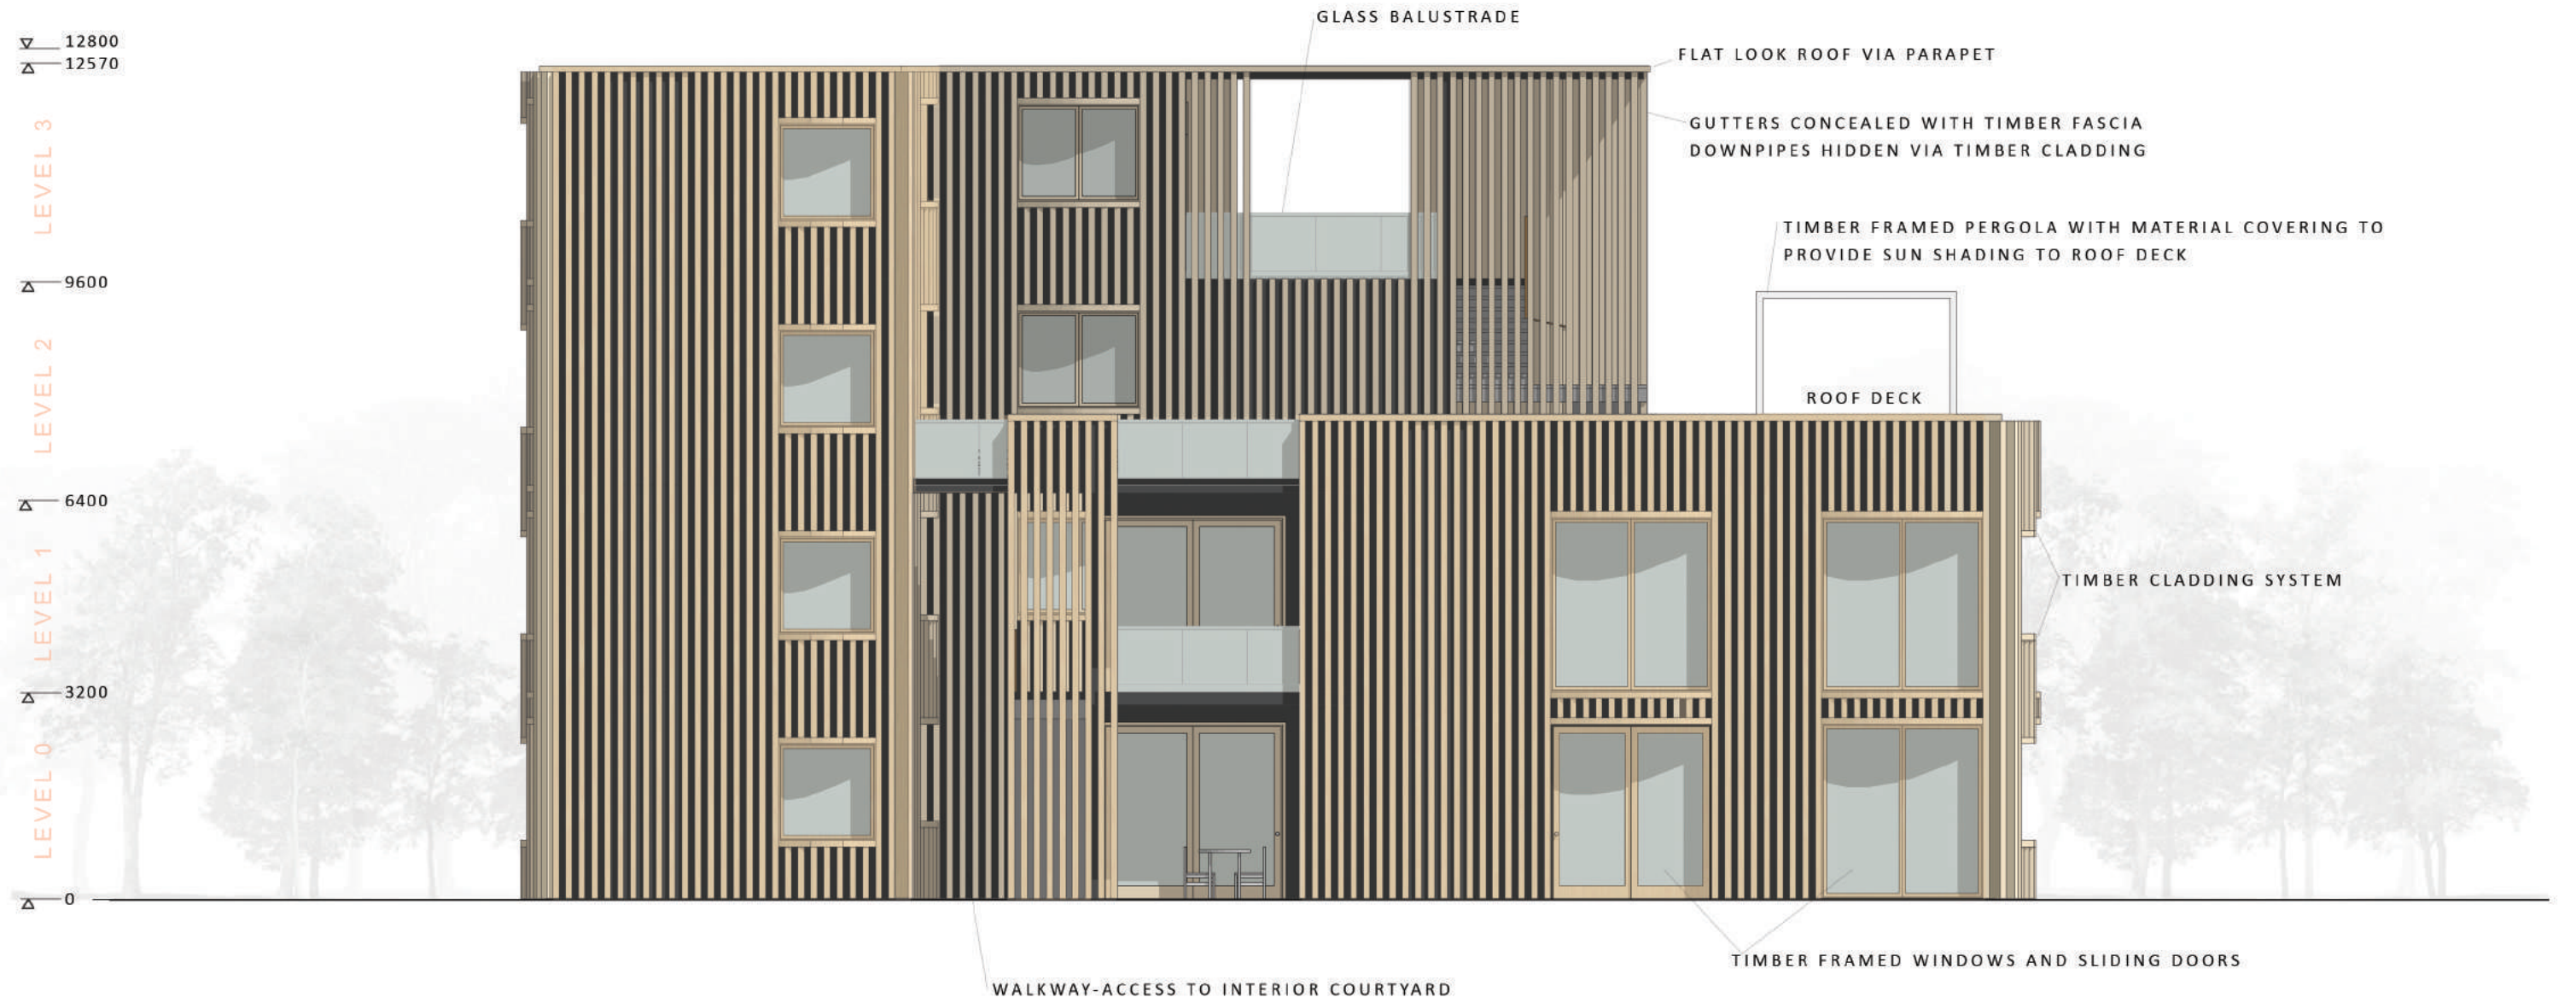 GLASS BALUSTRADE
12800
12570
FLAT LOOK ROOF VIA PARAPET
LEVEL 3
GUTTERS CONCEALED WITH TIMBER FASCIA
DOWNPIPES HIDDEN VIA TIMBER CLADDING
TIMBER FRAMED PERGOLA WITH MATERIAL COVERING TO
PROVIDE SUN SHADING TO ROOF DECK
9600
LEVEL 2
ROOF DECK
6400
LEVEL 1
TIMBER CLADDING SYSTEM
3200
LEVEL 0
0
TIMBER FRAMED WINDOWS AND SLIDING DOORS
WALKWAY-ACCESS TO INTERIOR COURTYARD